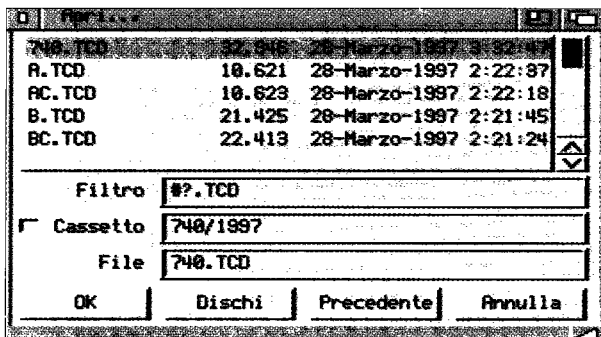 Apri...
740.TCD 32.946 28-Marzo-1997 3:32:47
A.TCD 10.621 28-Marzo-1997 2:22:37
AC.TCD 10.623 28-Marzo-1997 2:22:18
B.TCD 21.425 28-Marzo-1997 2:21:45
BC.TCD 22.413 28-Marzo-1997 2:21:24
Filtro #?.TCD
Cassetto 740/1997
File 740.TCD
OK Dischi Precedente Annulla